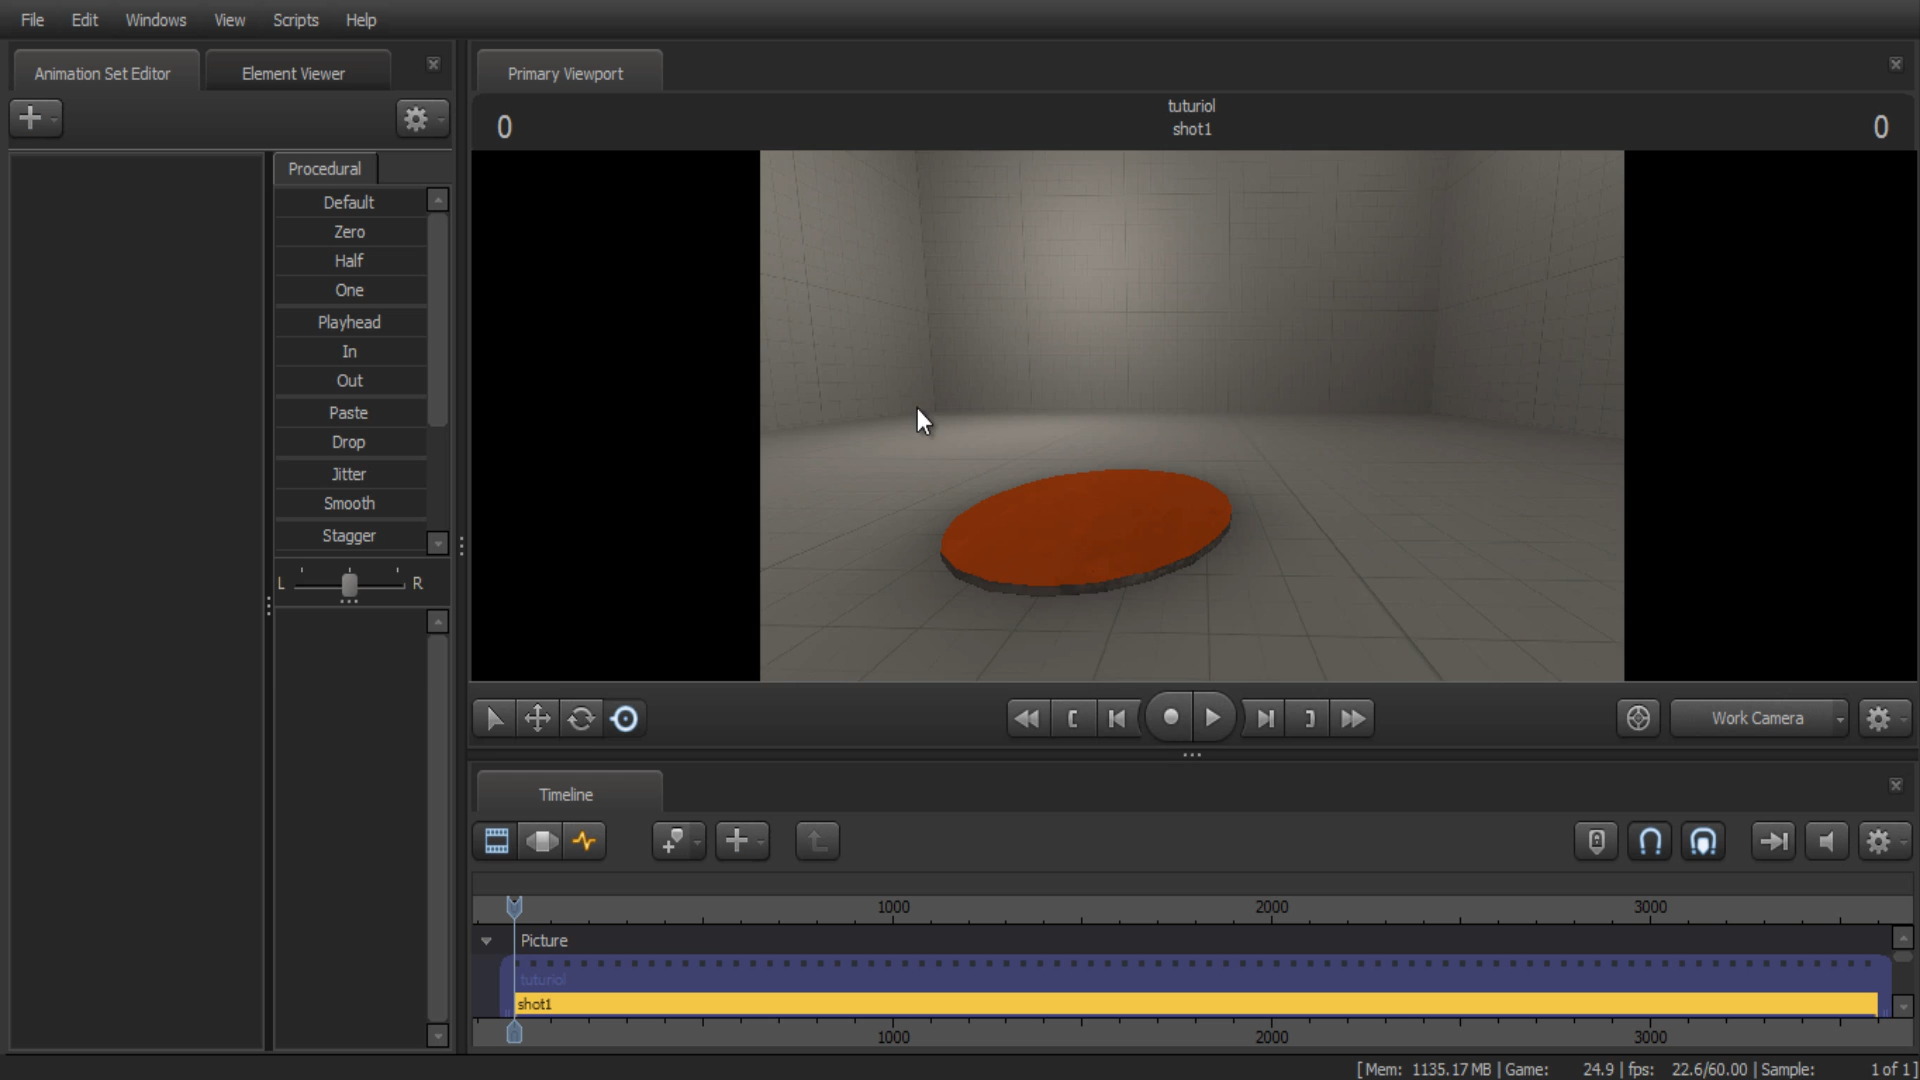 File Edit Windows View Scripts Help
Animation Set Editor Element Viewer
Primary Viewport
0 tuturiol 0
shot1
Procedural
Default
Zero
Half
One
Playhead
In
Out
Paste
Drop
Jitter
Smooth
Stagger
L R
Work Camera
Timeline
1000 2000 3000
Picture
tuturiol
shot1
1000 2000 3000
[ Mem: 1135.17 MB | Game: 24.9 | fps: 22.6/60.00 | Sample: 1 of 1 ]